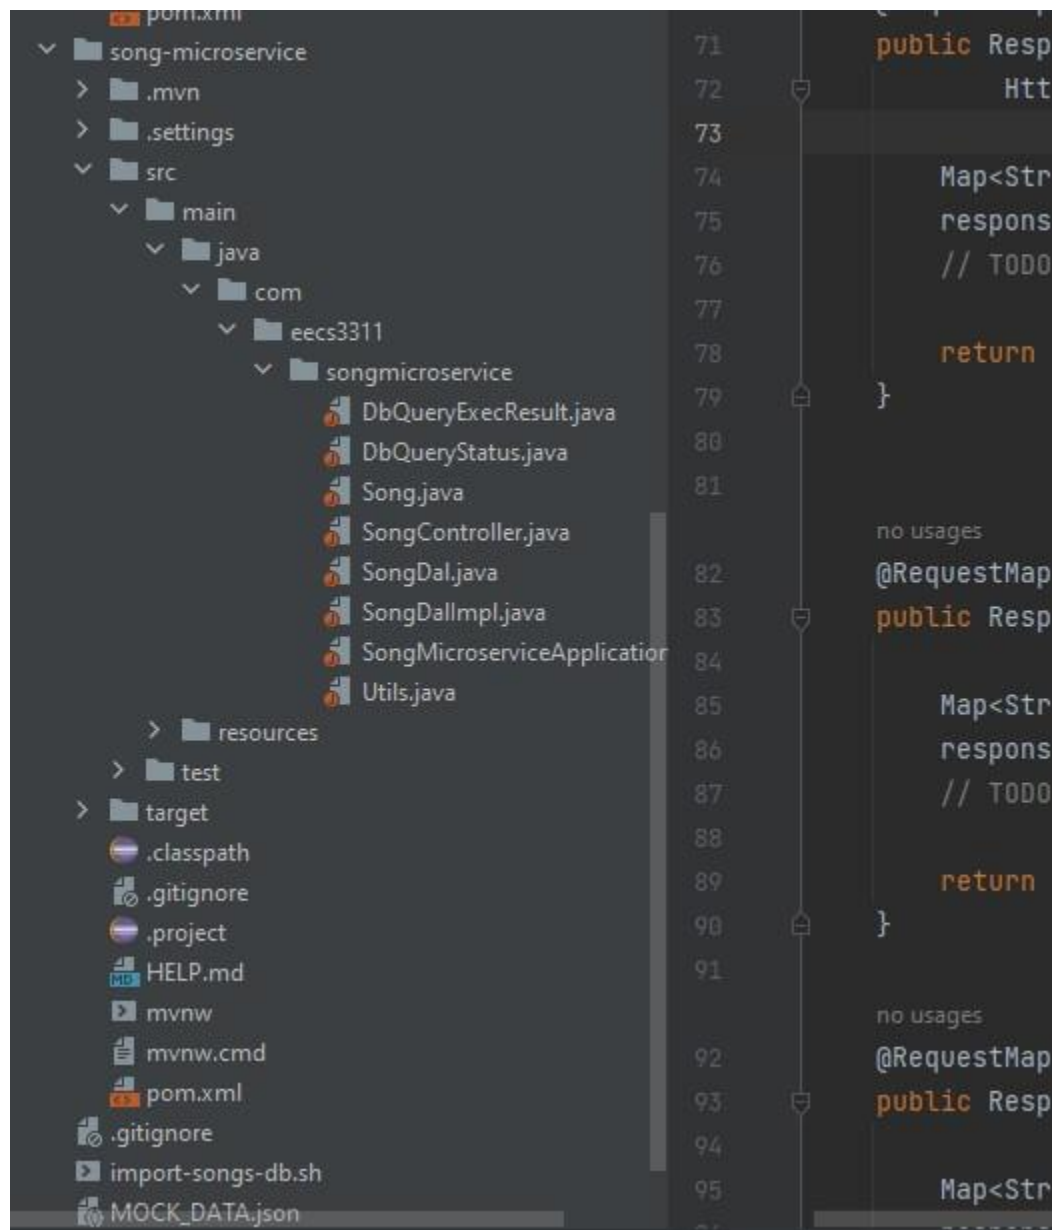 pom.xml
song-microservice
.mvn
.settings
src
main
java
com
eecs3311
songmicroservice
DbQueryExecResult.java
DbQueryStatus.java
Song.java
SongController.java
SongDal.java
SongDalImpl.java
SongMicroserviceApplication
Utils.java
resources
test
target
.classpath
.gitignore
.project
HELP.md
mvnw
mvnw.cmd
pom.xml
.gitignore
import-songs-db.sh
MOCK_DATA.json
71 public Resp
72 Htt
73
74 Map<Str
75 respons
76 // TODO
77
78 return
79 }
80
81
no usages
82 @RequestMap
83 public Resp
84
85 Map<Str
86 respons
87 // TODO
88
89 return
90 }
91
no usages
92 @RequestMap
93 public Resp
94
95 Map<Str